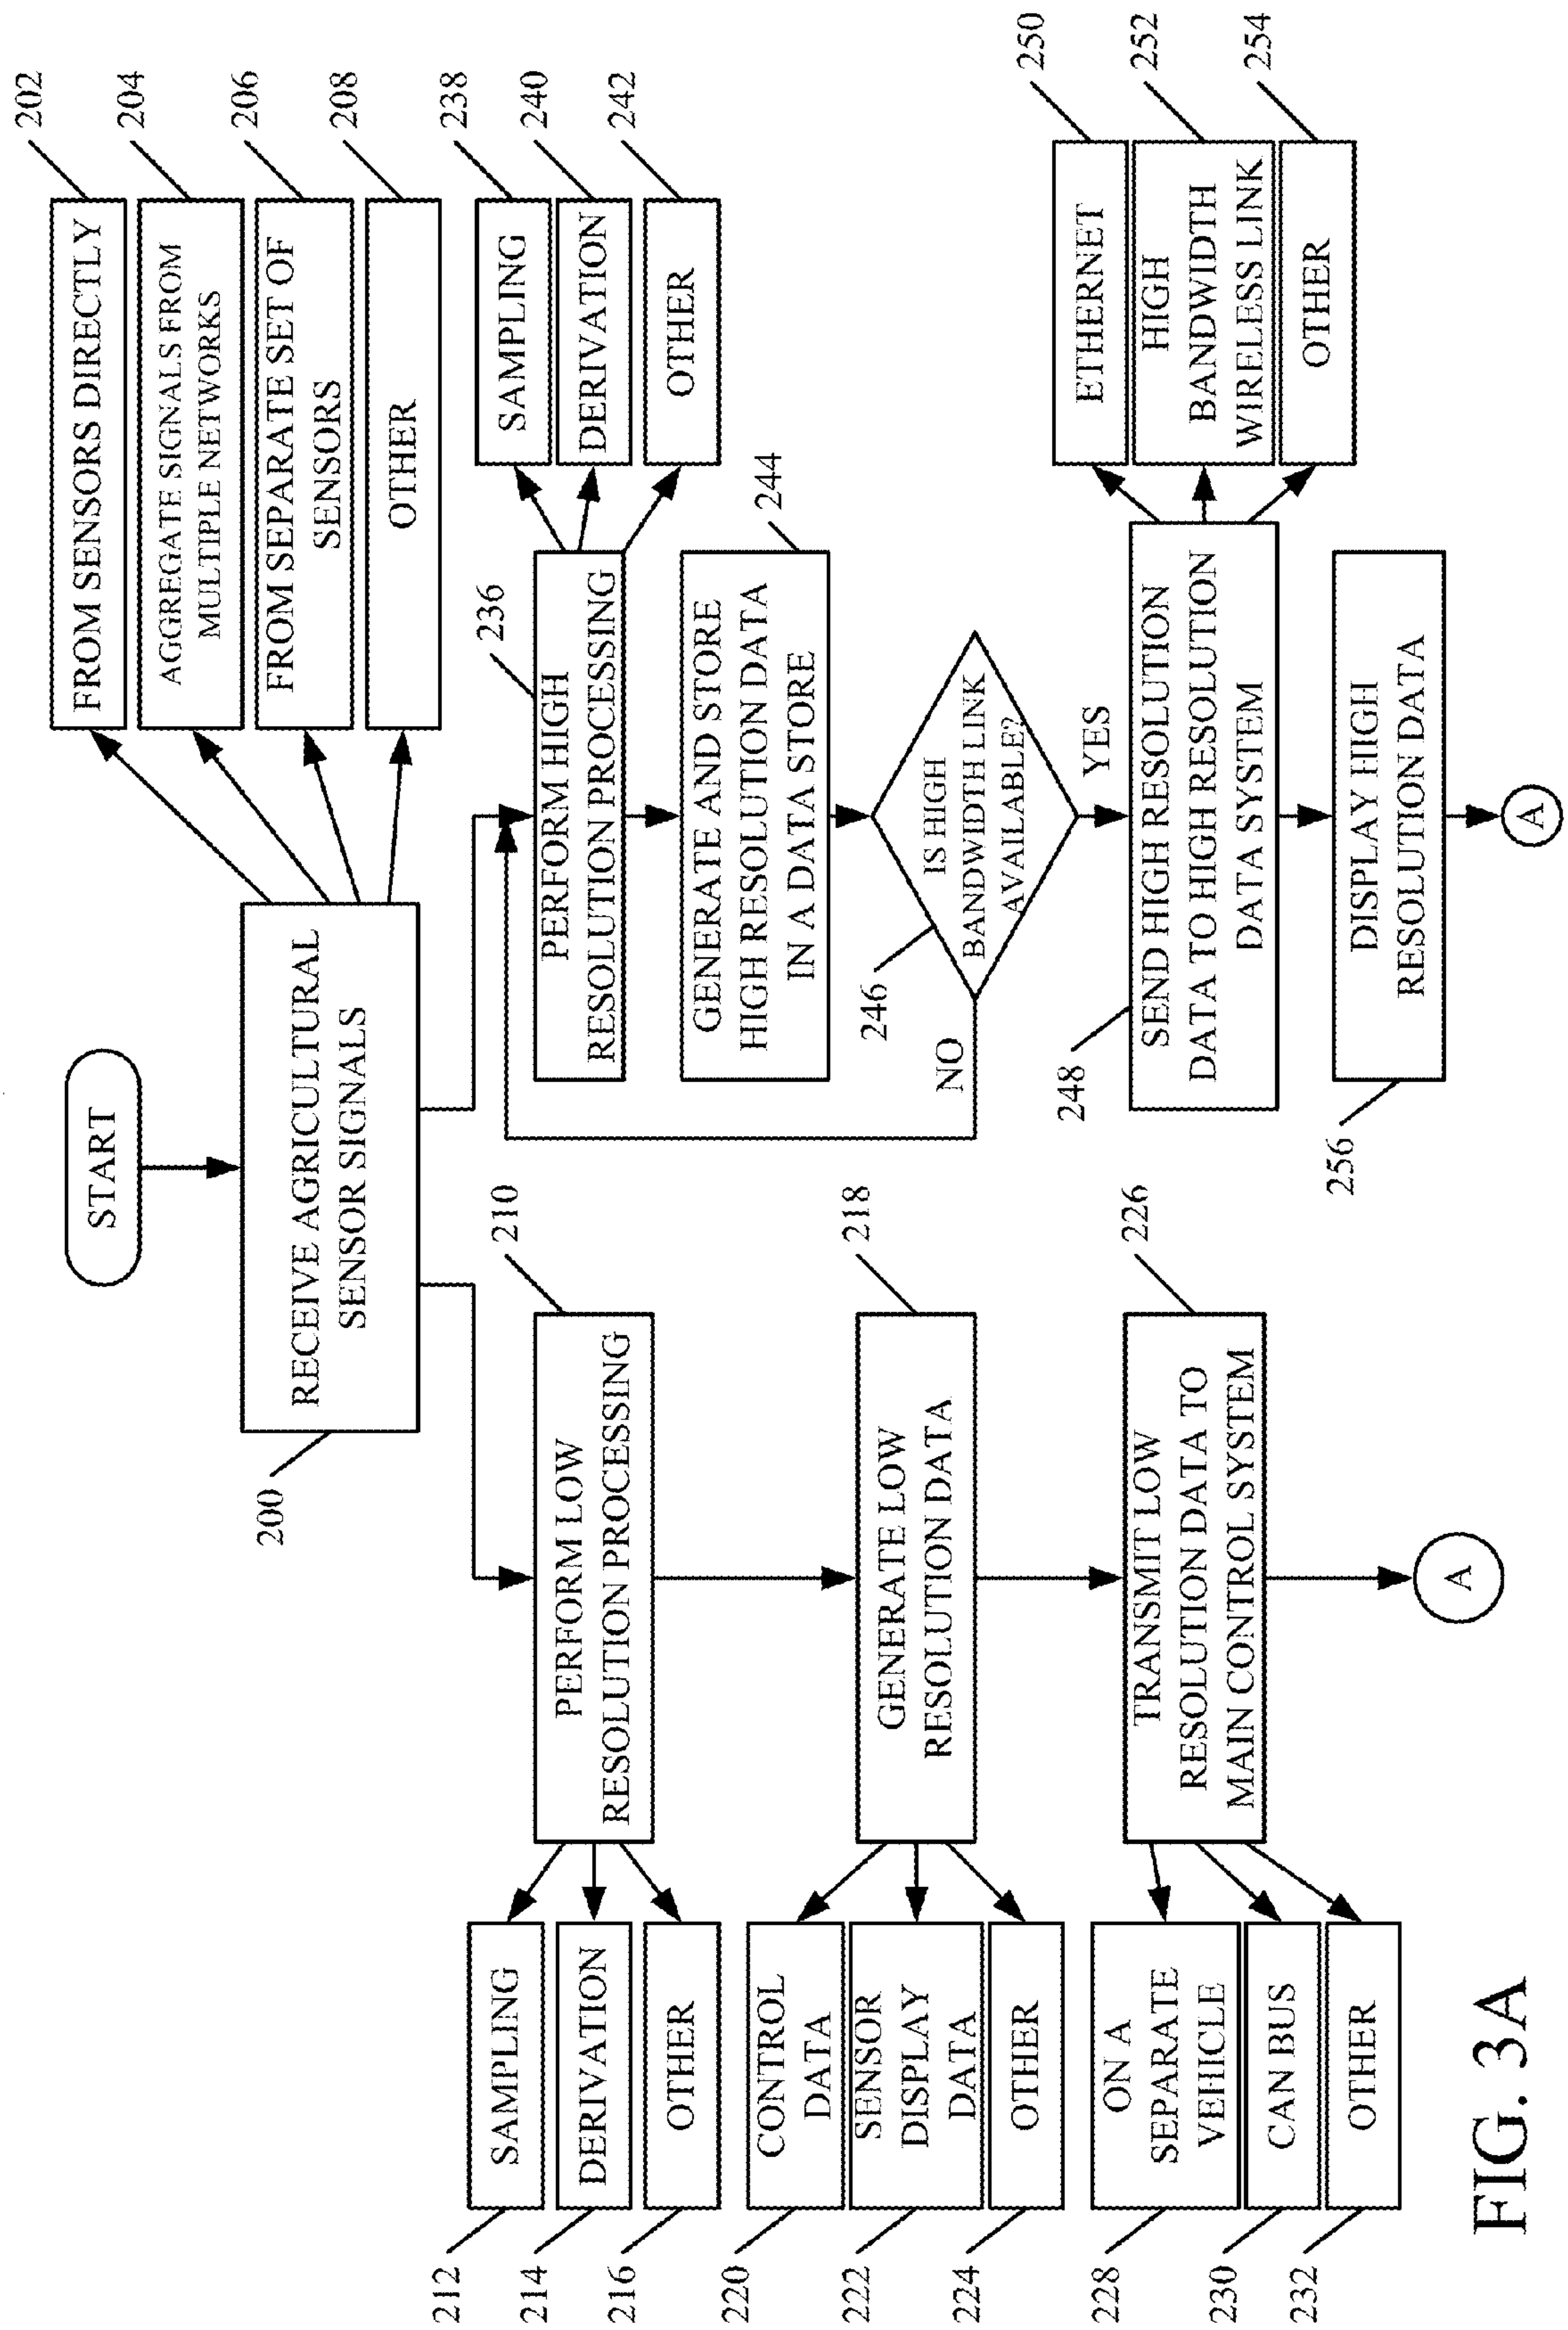 START
RECEIVE AGRICULTURAL
SENSOR SIGNALS
200
FROM SENSORS DIRECTLY
202
AGGREGATE SIGNALS FROM
MULTIPLE NETWORKS
204
FROM SEPARATE SET OF
SENSORS
206
OTHER
208
PERFORM LOW
RESOLUTION PROCESSING
210
SAMPLING
212
DERIVATION
214
OTHER
216
GENERATE LOW
RESOLUTION DATA
218
CONTROL
DATA
220
SENSOR
DISPLAY
DATA
222
OTHER
224
TRANSMIT LOW
RESOLUTION DATA TO
MAIN CONTROL SYSTEM
226
ON A
SEPARATE
VEHICLE
228
CAN BUS
230
OTHER
232
A
PERFORM HIGH
RESOLUTION PROCESSING
236
SAMPLING
238
DERIVATION
240
OTHER
242
GENERATE AND STORE
HIGH RESOLUTION DATA
IN A DATA STORE
244
IS HIGH
BANDWIDTH LINK
AVAILABLE?
246
NO
YES
SEND HIGH RESOLUTION
DATA TO HIGH RESOLUTION
DATA SYSTEM
248
ETHERNET
250
HIGH
BANDWIDTH
WIRELESS LINK
252
OTHER
254
DISPLAY HIGH
RESOLUTION DATA
256
A
FIG. 3A